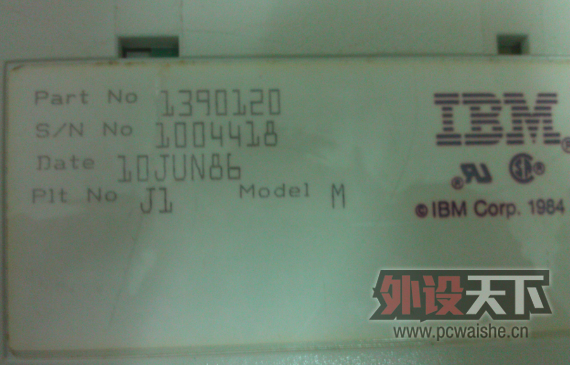 Part No 1390120
S/N No 1004418
Date 10JUN86
Plt No J1 Model M
IBM®
®
®
©IBM Corp. 1984
外设天下
www.pcwaishe.cn